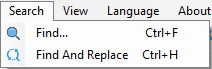 Search View Language About
Find... Ctrl+F
Find And Replace Ctrl+H